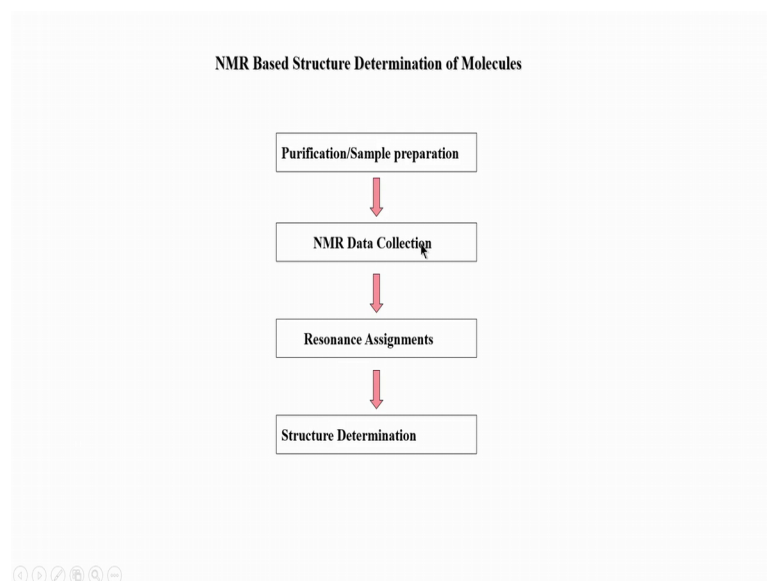 NMR Based Structure Determination of Molecules
Purification/Sample preparation
NMR Data Collection
Resonance Assignments
Structure Determination